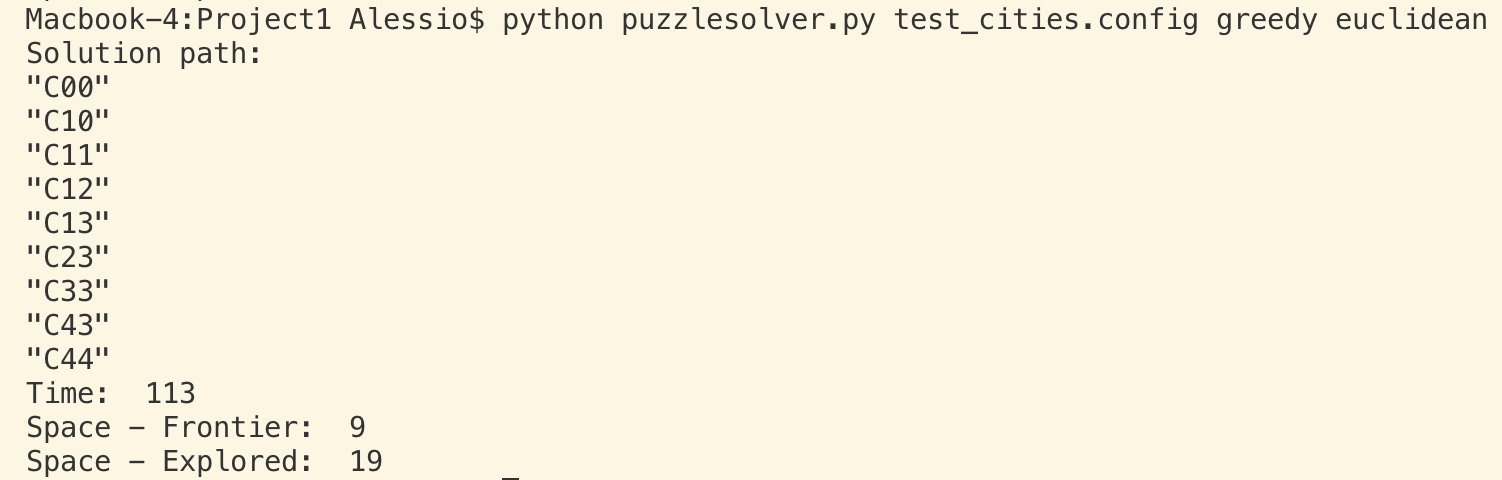 Macbook-4:Project1 Alessio$ python puzzlesolver.py test_cities.config greedy euclidean
Solution path:
"C00"
"C10"
"C11"
"C12"
"C13"
"C23"
"C33"
"C43"
"C44"
Time:  113
Space - Frontier:  9
Space - Explored:  19